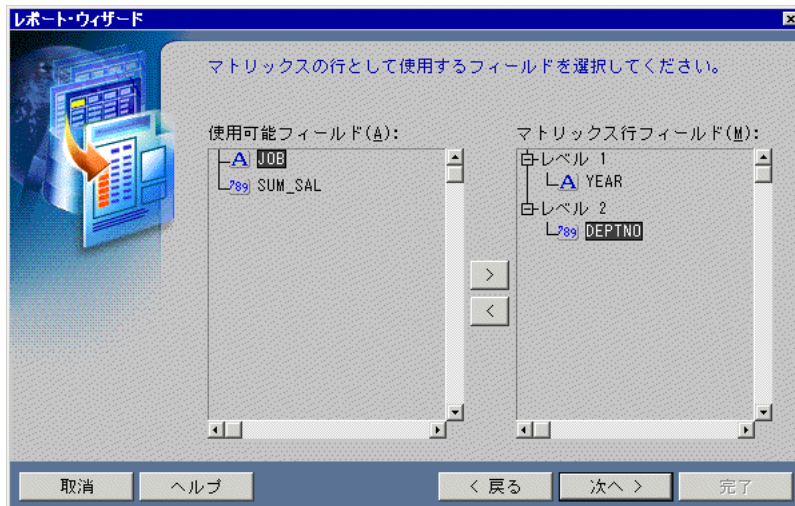 レポート・ウィザード
マトリックスの行として使用するフィールドを選択してください。
使用可能フィールド(A):
JOB
SUM_SAL
マトリックス行フィールド(M):
レベル 1
YEAR
レベル 2
DEPTNO
>
<
取消
ヘルプ
< 戻る
次へ >
完了